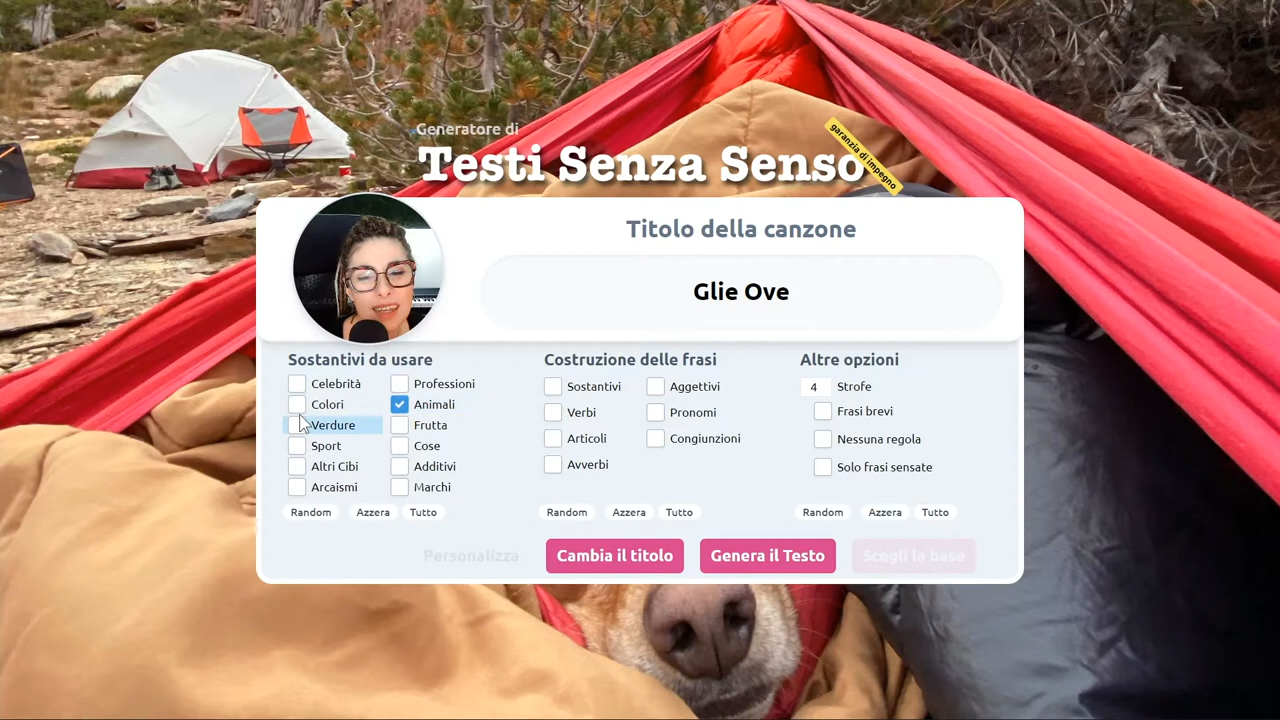 Generatore di
Testi Senza Senso
garanzia di impegno
Titolo della canzone
Glie Ove
Sostantivi da usare
Celebrità
Professioni
Colori
Animali
Verdure
Frutta
Sport
Cose
Altri Cibi
Additivi
Arcaismi
Marchi
Random Azzera Tutto
Costruzione delle frasi
Sostantivi
Aggettivi
Verbi
Pronomi
Articoli
Congiunzioni
Avverbi
Random Azzera Tutto
Altre opzioni
4 Strofe
Frasi brevi
Nessuna regola
Solo frasi sensate
Random Azzera Tutto
Personalizza
Cambia il titolo
Genera il Testo
Scegli la base